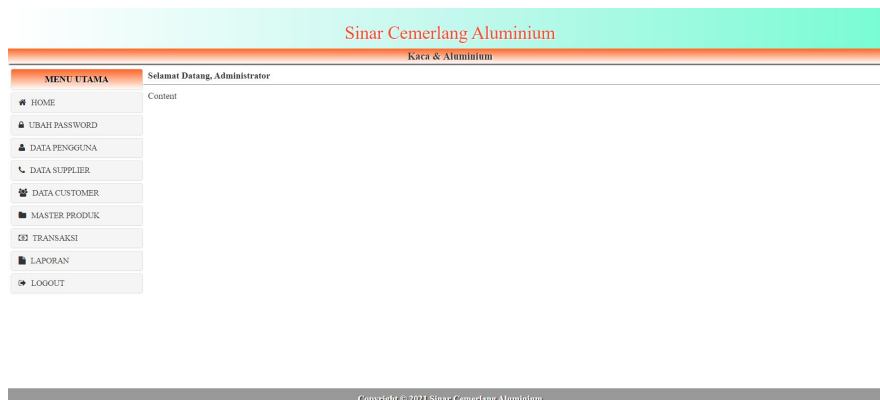 Sinar Cemerlang Aluminium
Kaca & Aluminium
MENU UTAMA
Selamat Datang, Administrator
HOME
Content
UBAH PASSWORD
DATA PENGGUNA
DATA SUPPLIER
DATA CUSTOMER
MASTER PRODUK
TRANSAKSI
LAPORAN
LOGOUT
Copyright © 2021 Sinar Cemerlang Aluminium